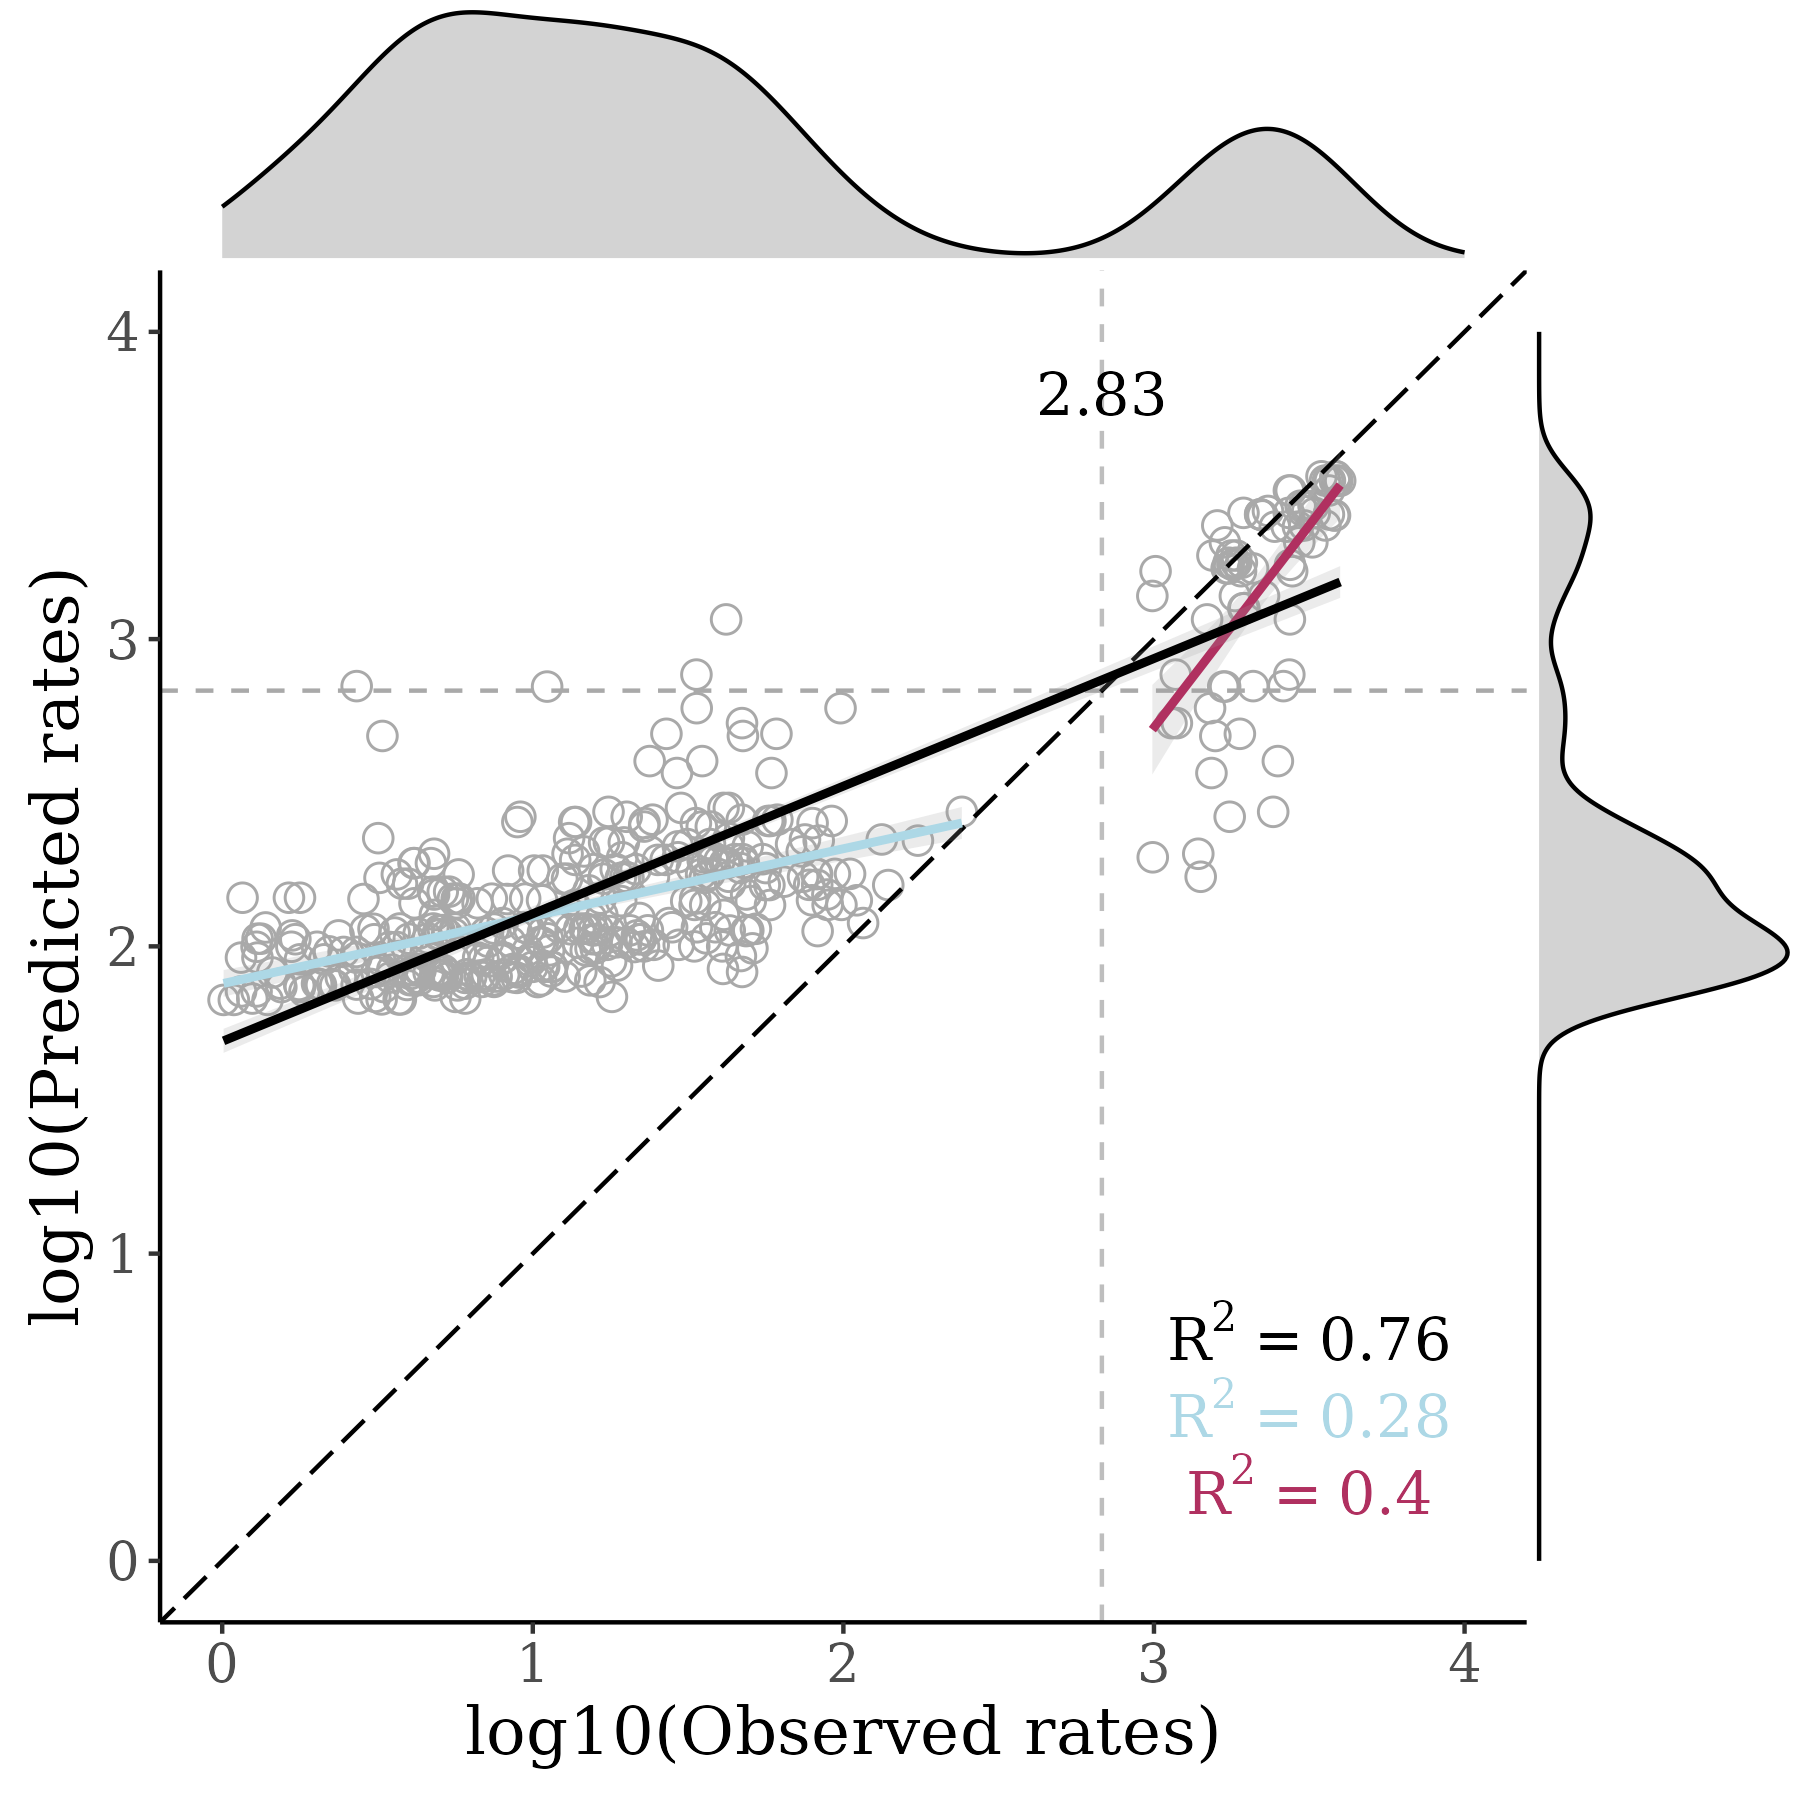 4
2.83
3
2
1
0
log10(Predicted rates)
R² = 0.76
R² = 0.28
R² = 0.4
0 1 2 3 4
log10(Observed rates)